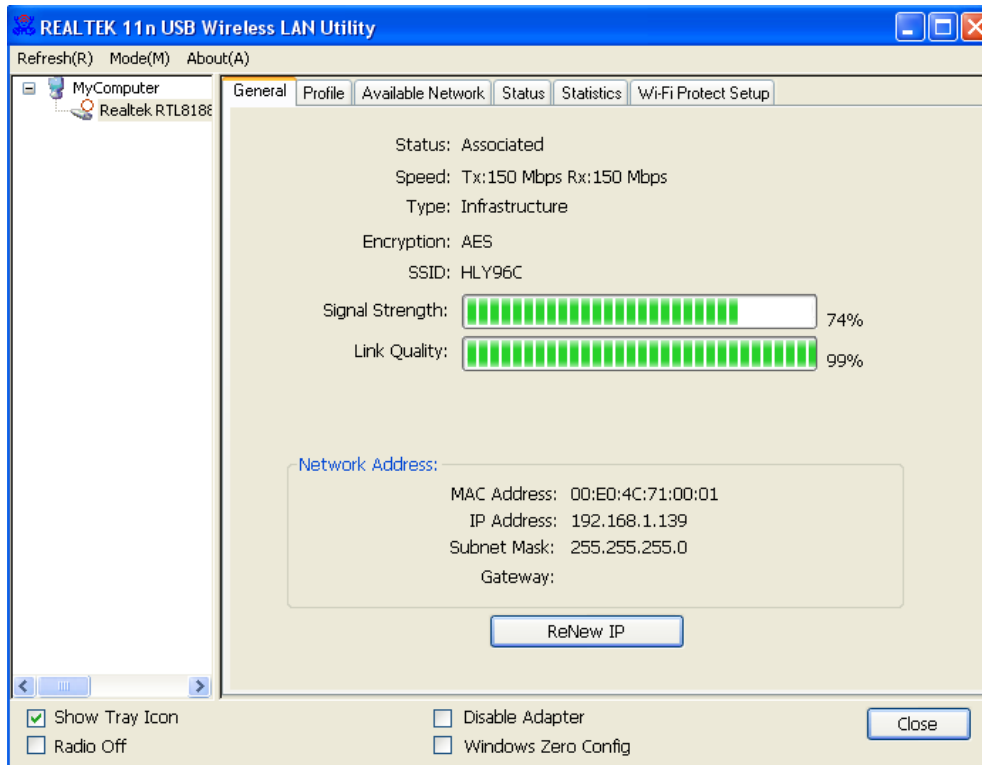 REALTEK 11n USB Wireless LAN Utility
Refresh(R) Mode(M) About(A)
MyComputer
Realtek RTL8188
General Profile Available Network Status Statistics Wi-Fi Protect Setup
Status: Associated
Speed: Tx:150 Mbps Rx:150 Mbps
Type: Infrastructure
Encryption: AES
SSID: HLY96C
Signal Strength: 74%
Link Quality: 99%
Network Address:
MAC Address: 00:E0:4C:71:00:01
IP Address: 192.168.1.139
Subnet Mask: 255.255.255.0
Gateway:
ReNew IP
Show Tray Icon
Radio Off
Disable Adapter
Windows Zero Config
Close